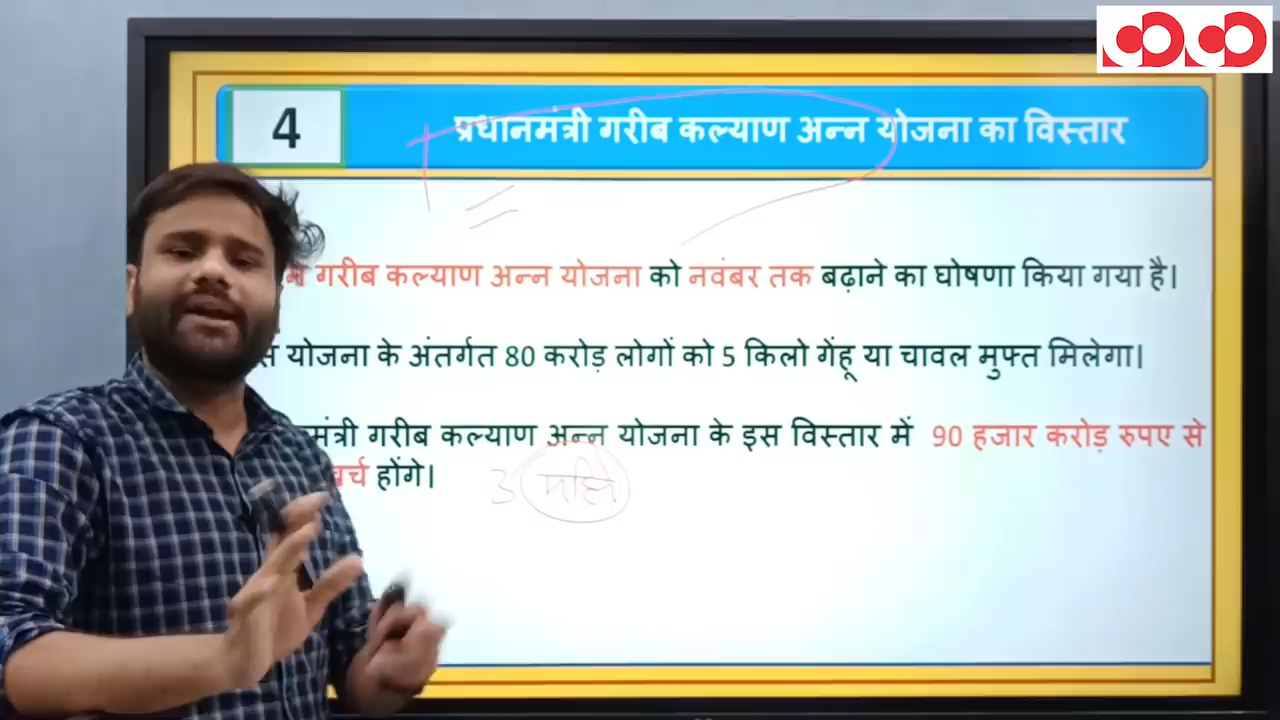 4
प्रधानमंत्री गरीब कल्याण अन्न योजना का विस्तार
गरीब कल्याण अन्न योजना को नवंबर तक बढ़ाने का घोषणा किया गया है।
योजना के अंतर्गत 80 करोड़ लोगों को 5 किलो गेंहू या चावल मुफ्त मिलेगा।
मंत्री गरीब कल्याण अन्न योजना के इस विस्तार में 90 हजार करोड़ रुपए से
र्च होंगे।
3